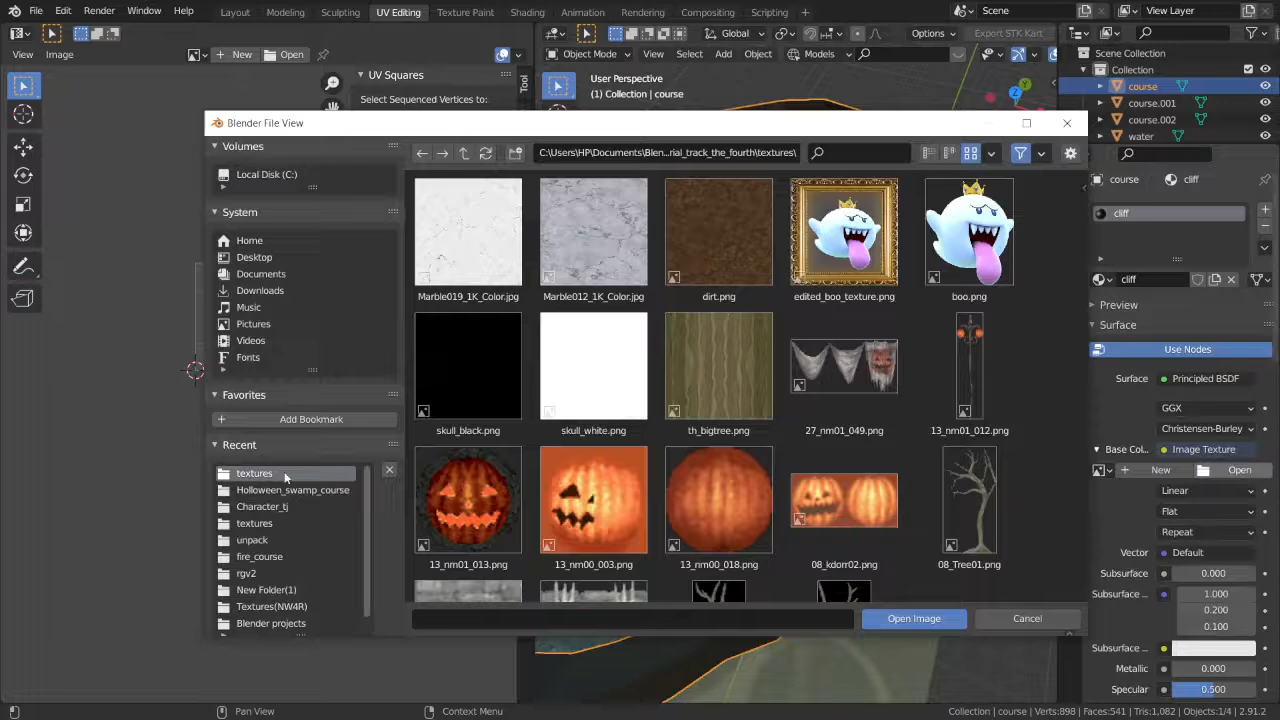 File Edit Render Window Help Layout Modeling Sculpting UV Editing Texture Paint Shading Animation Rendering Compositing Scripting + Scene View Layer
Global Options Export STK Kart
View Image + New Open Object Mode View Select Add Object Models
UV Squares
Select Sequenced Vertices to:
Tool
User Perspective
(1) Collection | course
Scene Collection
Collection
course
course.001
course.002
water
Blender File View
Volumes
Local Disk (C:)
System
Home
Desktop
Documents
Downloads
Music
Pictures
Videos
Fonts
Favorites
+ Add Bookmark
Recent
textures
Holloween_swamp_course
Character_tj
textures
unpack
fire_course
rgv2
New Folder(1)
Textures(NW4R)
Blender projects
C:\Users\HP\Documents\Blen...rial_track_the_fourth\textures\
Marble019_1K_Color.jpg Marble012_1K_Color.jpg dirt.png edited_boo_texture.png boo.png
skull_black.png skull_white.png th_bigtree.png 27_nm01_049.png 13_nm01_012.png
13_nm01_013.png 13_nm00_003.png 13_nm00_018.png 08_kdorr02.png 08_Tree01.png
Open Image Cancel
course cliff
cliff
cliff
Preview
Surface
Use Nodes
Surface Principled BSDF
GGX
Christensen-Burley
Base Col... Image Texture
+ New Open
Linear
Flat
Repeat
Vector Default
Subsurface 0.000
Subsurface ... 1.000
0.200
0.100
Subsurface ...
Metallic 0.000
Specular 0.500
Pan View Context Menu Collection | course | Verts:898 | Faces:541 | Tris:1,082 | Objects:1/4 | 2.91.2